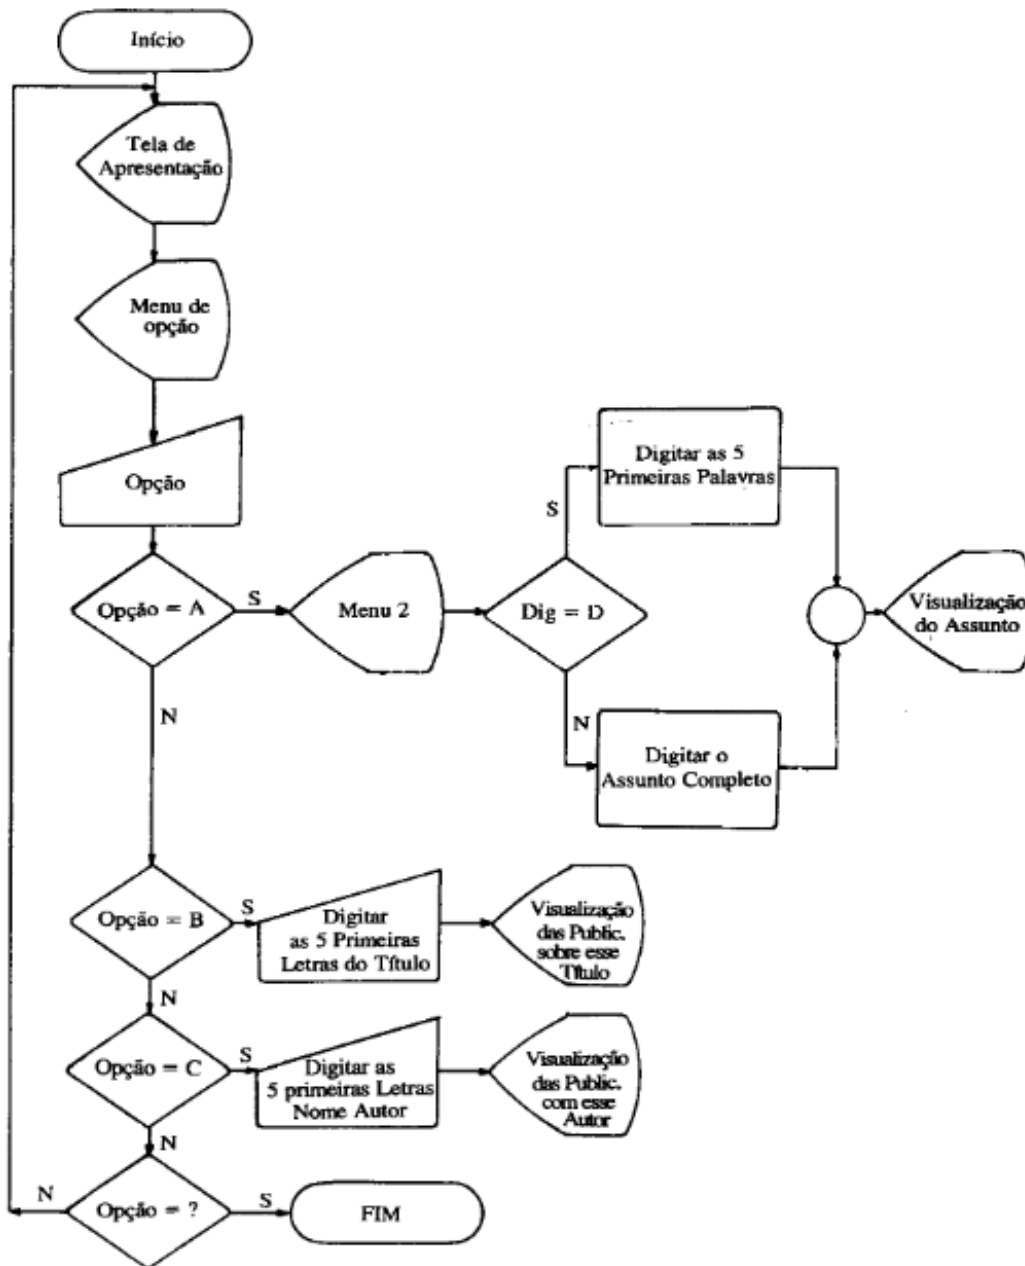 Início
Tela de
Apresentação
Menu de
opção
Opção
Opção = A
S
N
Menu 2
Dig = D
S
N
Digitar as 5
Primeiras Palavras
Digitar o
Assunto Completo
Visualização
do Assunto
Opção = B
S
N
Digitar
as 5 Primeiras
Letras do Título
Visualização
das Public.
sobre esse
Título
Opção = C
S
N
Digitar as
5 primeiras Letras
Nome Autor
Visualização
das Public.
com esse
Autor
Opção = ?
N
S
FIM